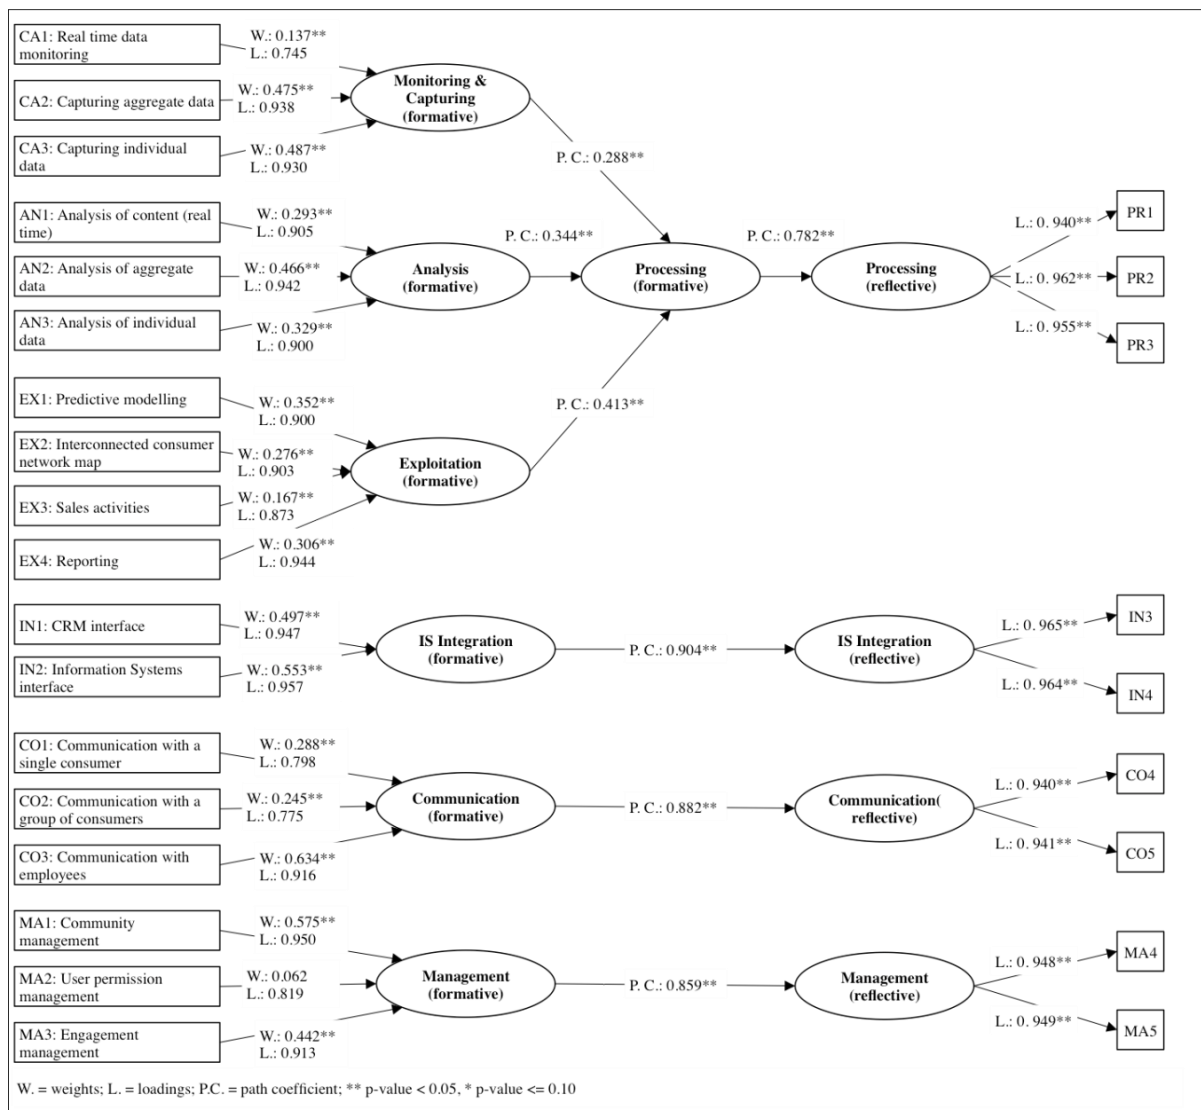 CA1: Real time data
monitoring
W.: 0.137**
L.: 0.745
CA2: Capturing aggregate data
W.: 0.475**
L.: 0.938
CA3: Capturing individual
data
W.: 0.487**
L.: 0.930
Monitoring &
Capturing
(formative)
P. C.: 0.288**
AN1: Analysis of content (real
time)
W.: 0.293**
L.: 0.905
AN2: Analysis of aggregate
data
W.: 0.466**
L.: 0.942
AN3: Analysis of individual
data
W.: 0.329**
L.: 0.900
Analysis
(formative)
P. C.: 0.344**
Processing
(formative)
P. C.: 0.782**
Processing
(reflective)
L.: 0. 940**
PR1
L.: 0. 962**
PR2
L.: 0. 955**
PR3
EX1: Predictive modelling
W.: 0.352**
L.: 0.900
EX2: Interconnected consumer
network map
W.: 0.276**
L.: 0.903
EX3: Sales activities
W.: 0.167**
L.: 0.873
EX4: Reporting
W.: 0.306**
L.: 0.944
Exploitation
(formative)
P. C.: 0.413**
IN1: CRM interface
W.: 0.497**
L.: 0.947
IN2: Information Systems
interface
W.: 0.553**
L.: 0.957
IS Integration
(formative)
P. C.: 0.904**
IS Integration
(reflective)
L.: 0. 965**
IN3
L.: 0. 964**
IN4
CO1: Communication with a
single consumer
W.: 0.288**
L.: 0.798
CO2: Communication with a
group of consumers
W.: 0.245**
L.: 0.775
CO3: Communication with
employees
W.: 0.634**
L.: 0.916
Communication
(formative)
P. C.: 0.882**
Communication(
reflective)
L.: 0. 940**
CO4
L.: 0. 941**
CO5
MA1: Community
management
W.: 0.575**
L.: 0.950
MA2: User permission
management
W.: 0.062
L.: 0.819
MA3: Engagement
management
W.: 0.442**
L.: 0.913
Management
(formative)
P. C.: 0.859**
Management
(reflective)
L.: 0. 948**
MA4
L.: 0. 949**
MA5
W. = weights; L. = loadings; P.C. = path coefficient; ** p-value < 0.05, * p-value <= 0.10